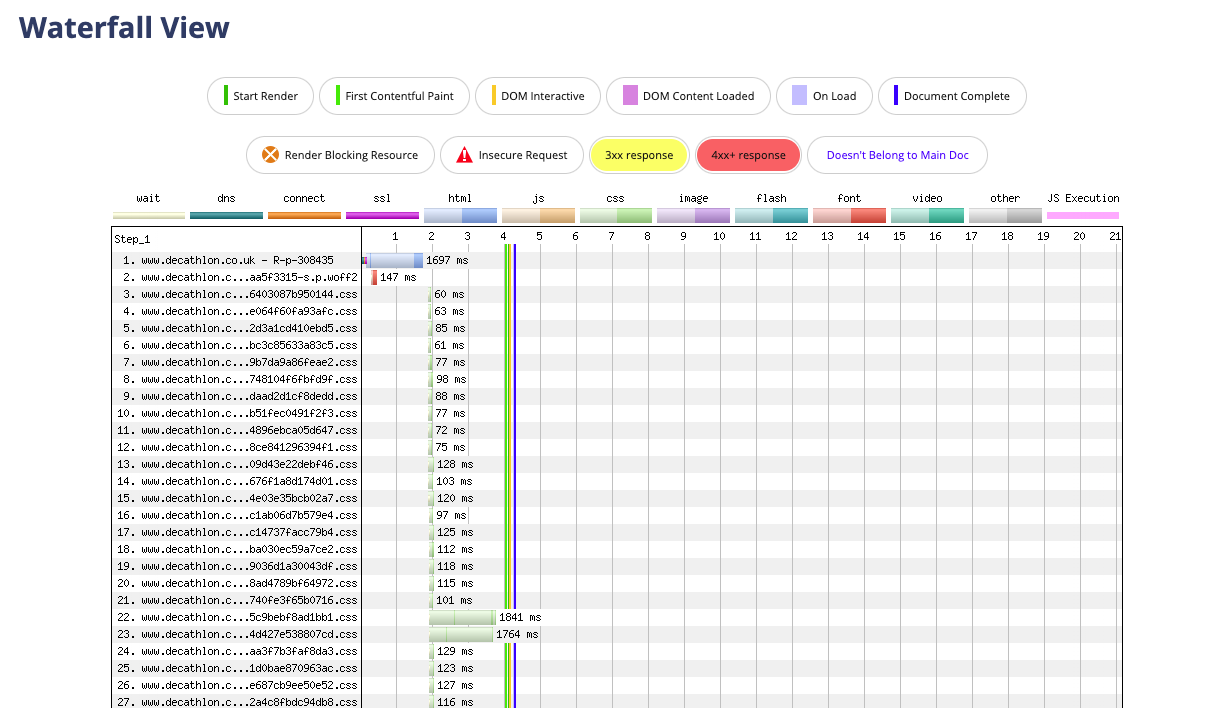 Waterfall View
Start Render First Contentful Paint DOM Interactive DOM Content Loaded On Load Document Complete
Render Blocking Resource Insecure Request 3xx response 4xx+ response Doesn't Belong to Main Doc
wait dns connect ssl html js css image flash font video other JS Execution
Step_1 1 2 3 4 5 6 7 8 9 10 11 12 13 14 15 16 17 18 19 20 21
1. www.decathlon.co.uk - R-p-308435 1697 ms
2. www.decathlon.c...aa5f3315-s.p.woff2 147 ms
3. www.decathlon.c...6403087b950144.css 60 ms
4. www.decathlon.c...e064f60fa93afc.css 63 ms
5. www.decathlon.c...2d3a1cd410ebd5.css 85 ms
6. www.decathlon.c...bc3c85633a83c5.css 61 ms
7. www.decathlon.c...9b7da9a86feae2.css 77 ms
8. www.decathlon.c...748104f6fbfd9f.css 98 ms
9. www.decathlon.c...daad2d1cf8dedd.css 88 ms
10. www.decathlon.c...b51fec0491f2f3.css 77 ms
11. www.decathlon.c...4896ebca05d647.css 72 ms
12. www.decathlon.c...8ce841296394f1.css 75 ms
13. www.decathlon.c...09d43e22debf46.css 128 ms
14. www.decathlon.c...676f1a8d174d01.css 103 ms
15. www.decathlon.c...4e03e35bcb02a7.css 120 ms
16. www.decathlon.c...c1ab06d7b579e4.css 97 ms
17. www.decathlon.c...c14737facc79b4.css 125 ms
18. www.decathlon.c...ba030ec59a7ce2.css 112 ms
19. www.decathlon.c...9036d1a30043df.css 118 ms
20. www.decathlon.c...8ad4789bf64972.css 115 ms
21. www.decathlon.c...740fe3f65b0716.css 101 ms
22. www.decathlon.c...5c9bebf8ad1bb1.css 1841 ms
23. www.decathlon.c...4d427e538807cd.css 1764 ms
24. www.decathlon.c...aa3f7b3faf8da3.css 129 ms
25. www.decathlon.c...1d0bae870963ac.css 123 ms
26. www.decathlon.c...e687cb9ee50e52.css 127 ms
27. www.decathlon.c...2a4c8fbdc94db8.css 116 ms